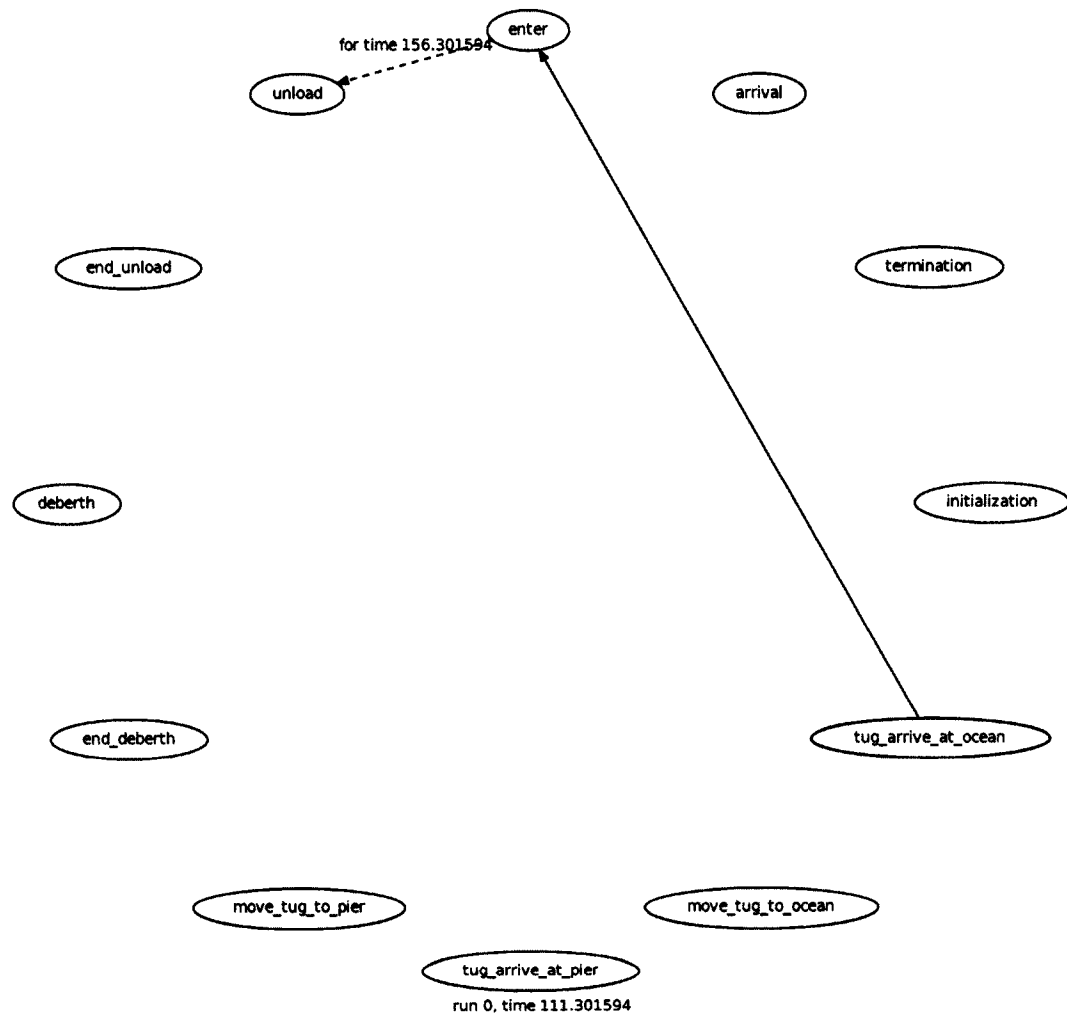 enter
for time 156.301594
unload
arrival
end_unload
termination
deberth
initialization
end_deberth
tug_arrive_at_ocean
move_tug_to_pier
move_tug_to_ocean
tug_arrive_at_pier
run 0, time 111.301594